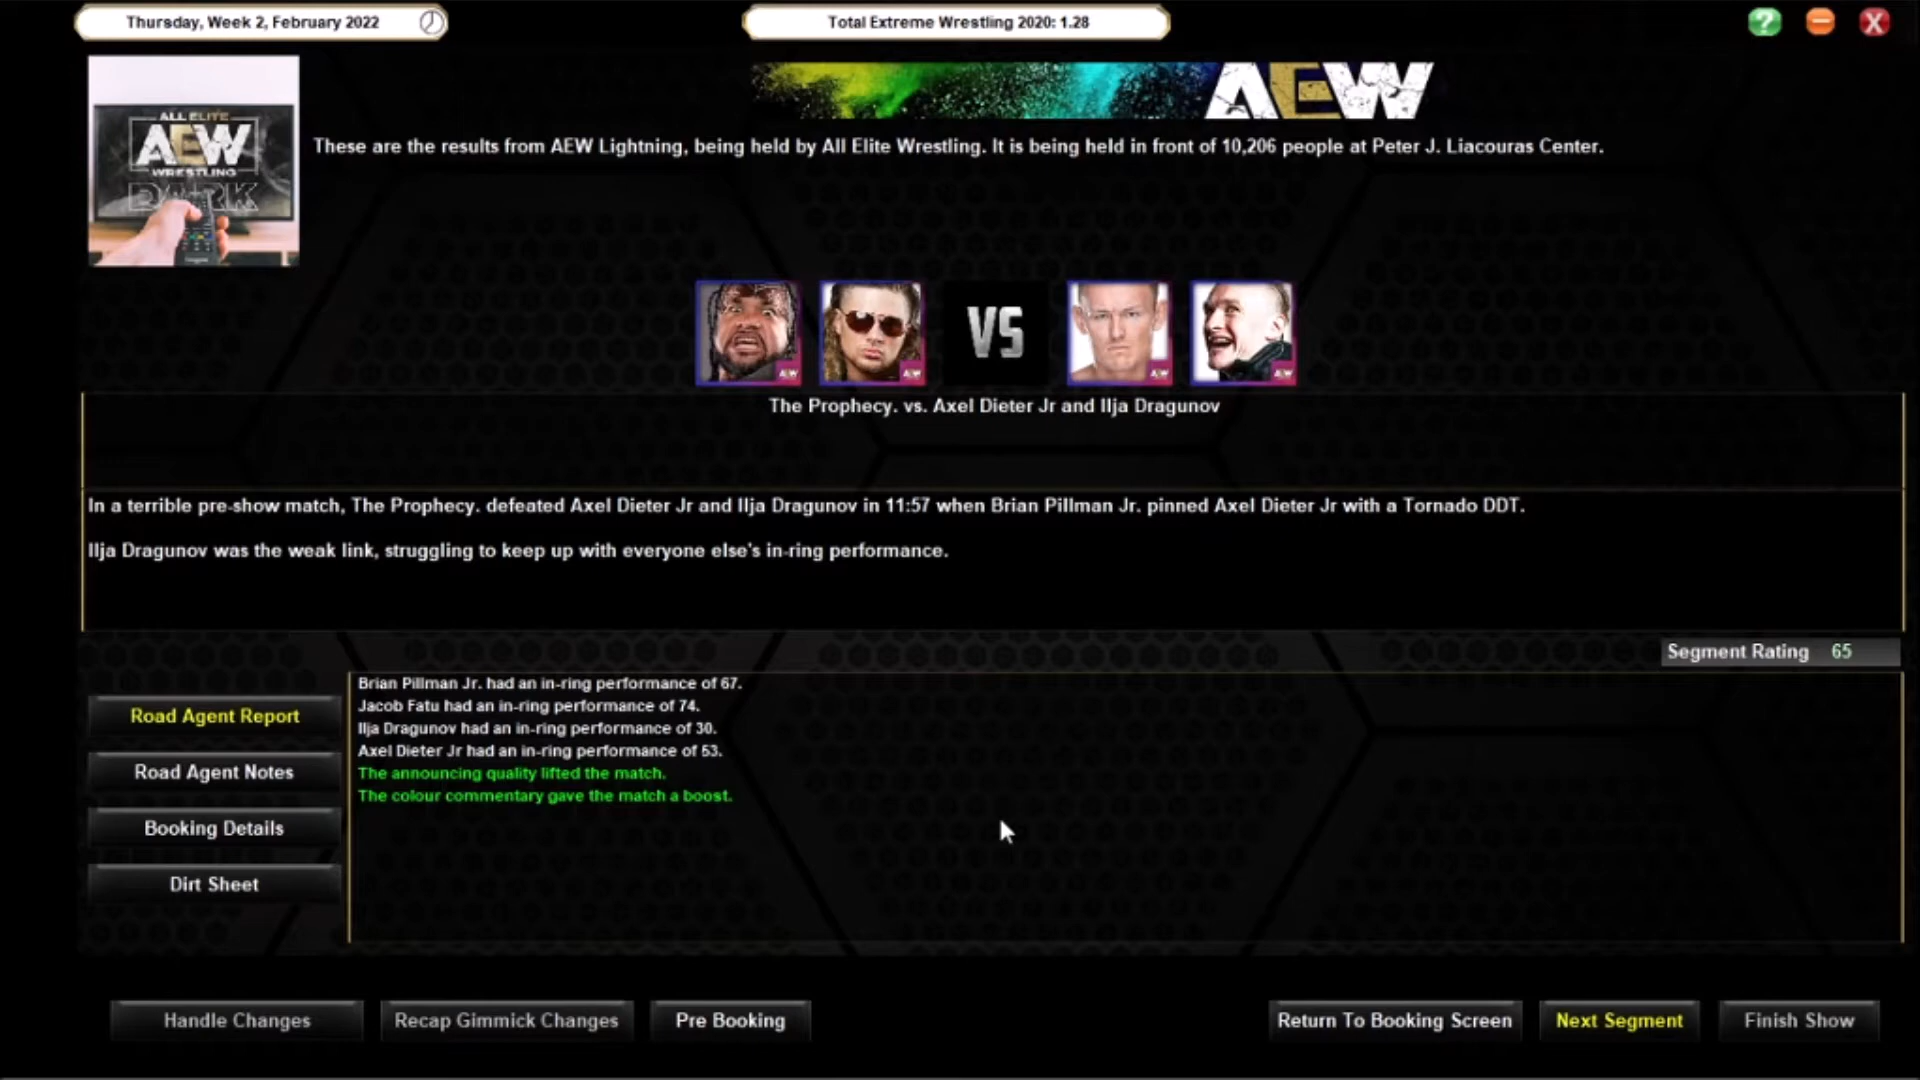 Thursday, Week 2, February 2022
Total Extreme Wrestling 2020: 1.28
?
X
ALL ELITE
AEW
WRESTLING
DARK
AEW
These are the results from AEW Lightning, being held by All Elite Wrestling. It is being held in front of 10,206 people at Peter J. Liacouras Center.
AEW
AEW
VS
AEW
AEW
The Prophecy. vs. Axel Dieter Jr and Ilja Dragunov
In a terrible pre-show match, The Prophecy. defeated Axel Dieter Jr and Ilja Dragunov in 11:57 when Brian Pillman Jr. pinned Axel Dieter Jr with a Tornado DDT.
Ilja Dragunov was the weak link, struggling to keep up with everyone else's in-ring performance.
Segment Rating 65
Road Agent Report
Road Agent Notes
Booking Details
Dirt Sheet
Brian Pillman Jr. had an in-ring performance of 67.
Jacob Fatu had an in-ring performance of 74.
Ilja Dragunov had an in-ring performance of 30.
Axel Dieter Jr had an in-ring performance of 53.
The announcing quality lifted the match.
The colour commentary gave the match a boost.
Handle Changes
Recap Gimmick Changes
Pre Booking
Return To Booking Screen
Next Segment
Finish Show